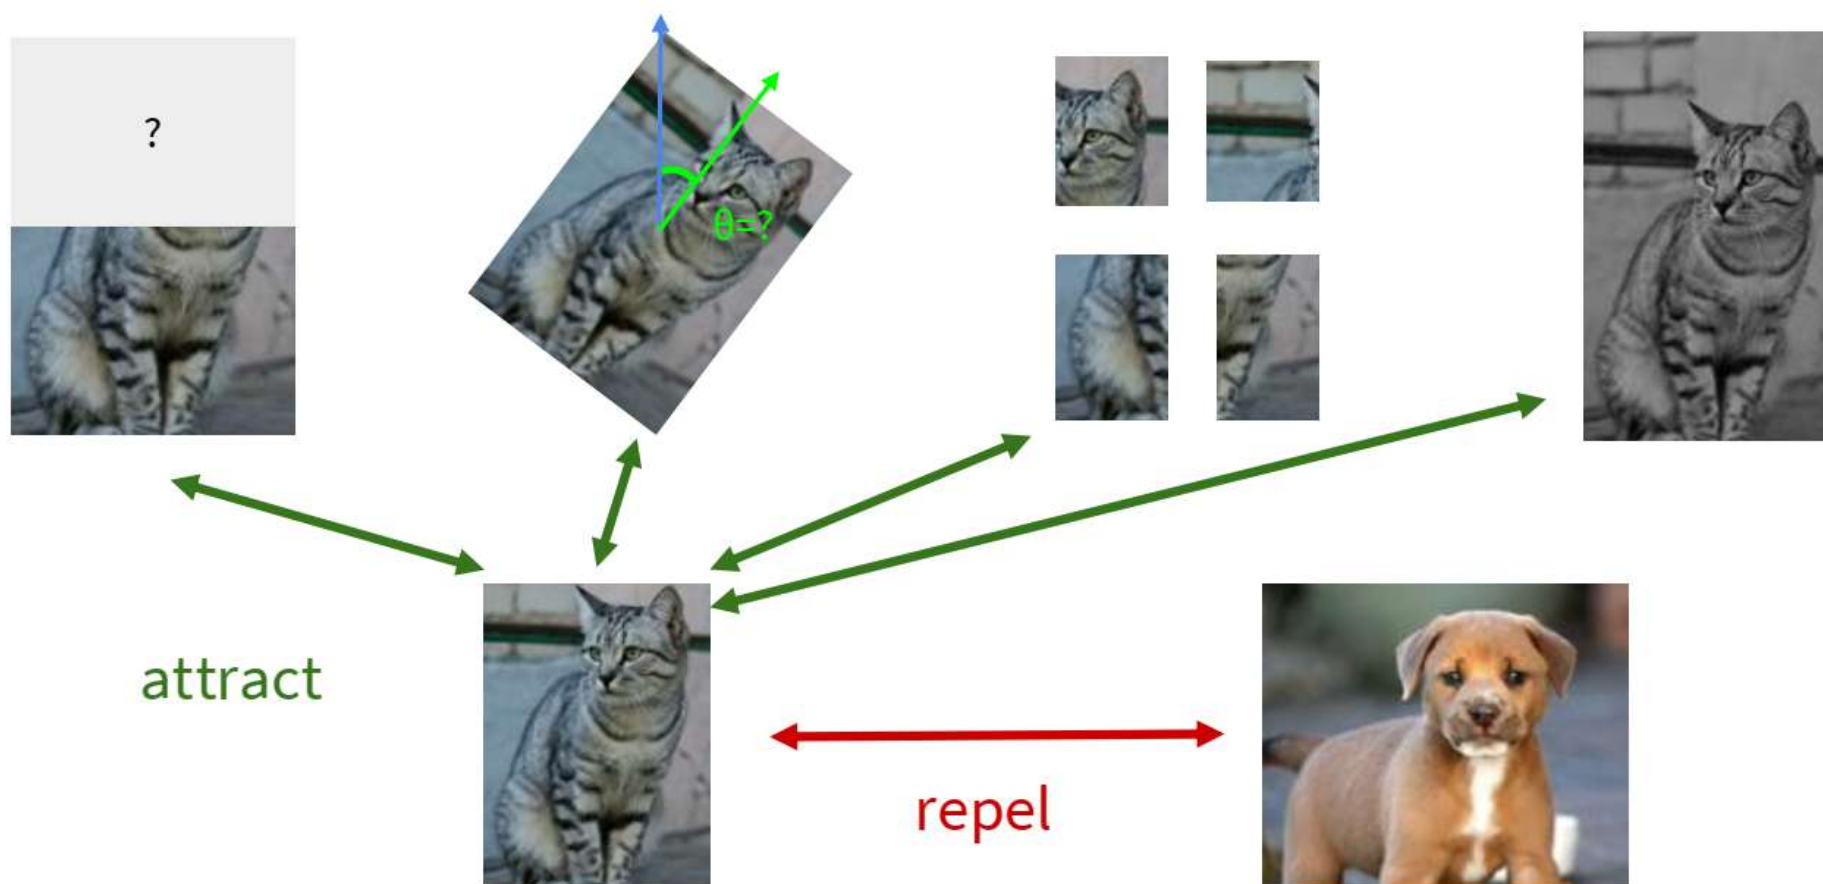 ?
θ=?
attract
repel